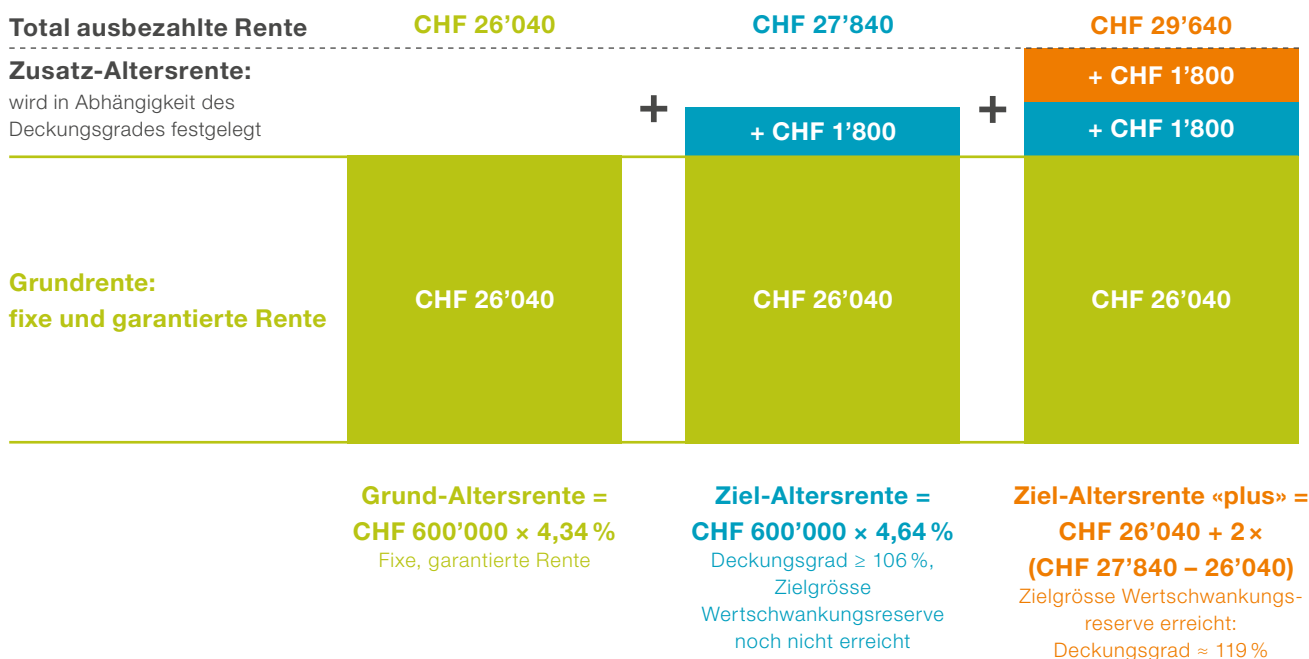 Total ausbezahlte Rente CHF 26’040 CHF 27’840 CHF 29’640
Zusatz-Altersrente:
wird in Abhängigkeit des
Deckungsgrades festgelegt
+
+ CHF 1’800
+
+ CHF 1’800
+ CHF 1’800
Grundrente:
fixe und garantierte Rente
CHF 26’040 CHF 26’040 CHF 26’040
Grund-Altersrente =
CHF 600’000 × 4,34 %
Fixe, garantierte Rente
Ziel-Altersrente =
CHF 600’000 × 4,64 %
Deckungsgrad ≥ 106 %,
Zielgrösse
Wertschwankungsreserve
noch nicht erreicht
Ziel-Altersrente «plus» =
CHF 26’040 + 2 ×
(CHF 27’840 – 26’040)
Zielgrösse Wertschwankungs-
reserve erreicht:
Deckungsgrad ≈ 119 %